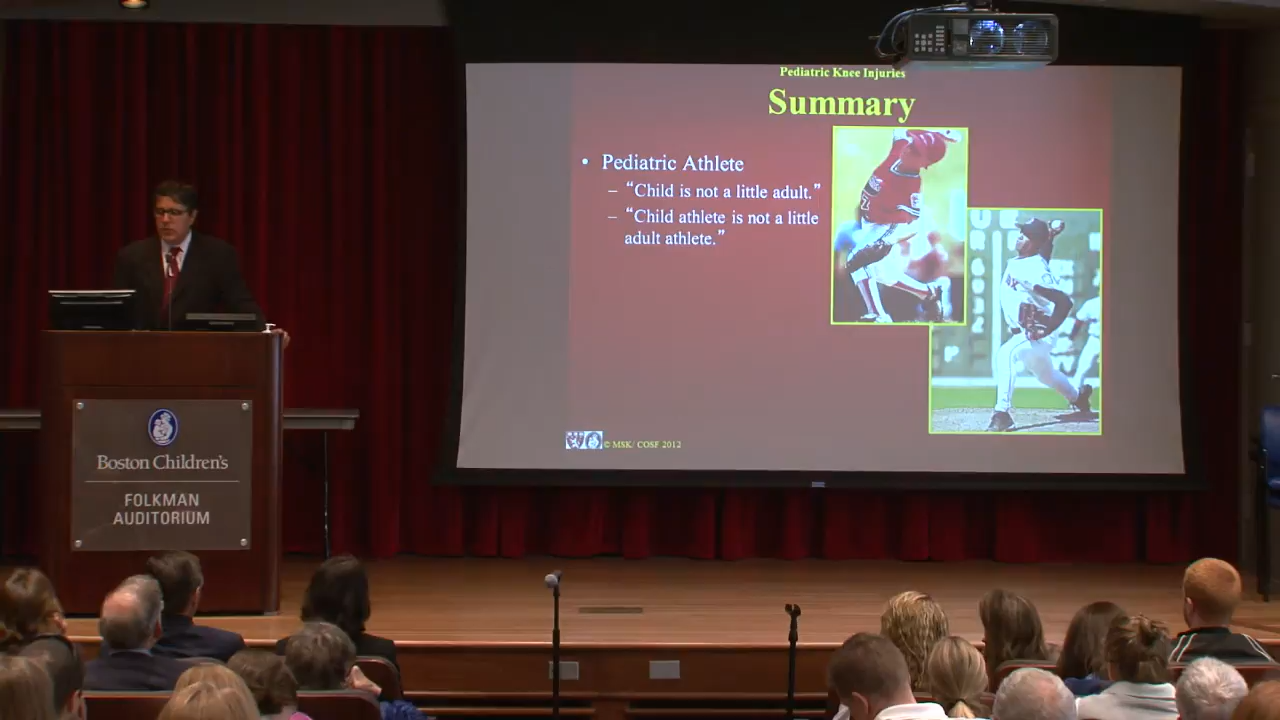 Pediatric Knee Injuries
Summary
• Pediatric Athlete
– “Child is not a little adult.”
– “Child athlete is not a little
adult athlete.”
© MSK/ COSF 2012
Boston Children's
FOLKMAN
AUDITORIUM